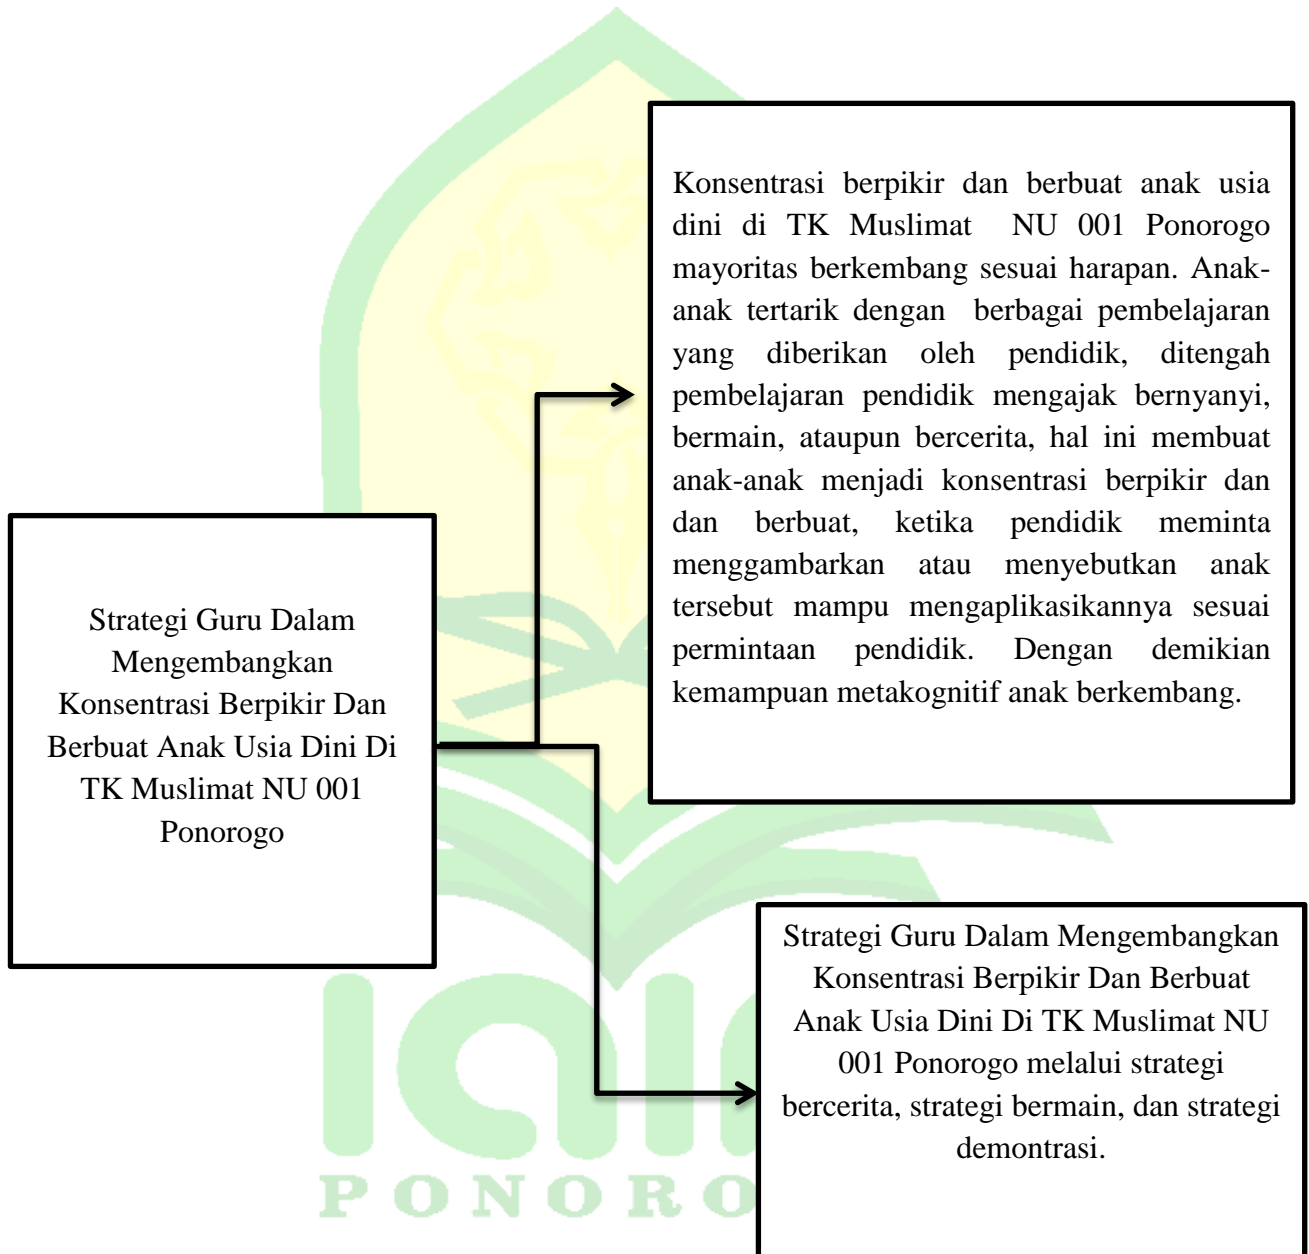 Konsentrasi berpikir dan berbuat anak usia
dini di TK Muslimat NU 001 Ponorogo
mayoritas berkembang sesuai harapan. Anak-
anak tertarik dengan berbagai pembelajaran
yang diberikan oleh pendidik, ditengah
pembelajaran pendidik mengajak bernyanyi,
bermain, ataupun bercerita, hal ini membuat
anak-anak menjadi konsentrasi berpikir dan
dan berbuat, ketika pendidik meminta
menggambarkan atau menyebutkan anak
tersebut mampu mengaplikasikannya sesuai
permintaan pendidik. Dengan demikian
kemampuan metakognitif anak berkembang.
Strategi Guru Dalam
Mengembangkan
Konsentrasi Berpikir Dan
Berbuat Anak Usia Dini Di
TK Muslimat NU 001
Ponorogo
Strategi Guru Dalam Mengembangkan
Konsentrasi Berpikir Dan Berbuat
Anak Usia Dini Di TK Muslimat NU
001 Ponorogo melalui strategi
bercerita, strategi bermain, dan strategi
demontrasi.
PONORO